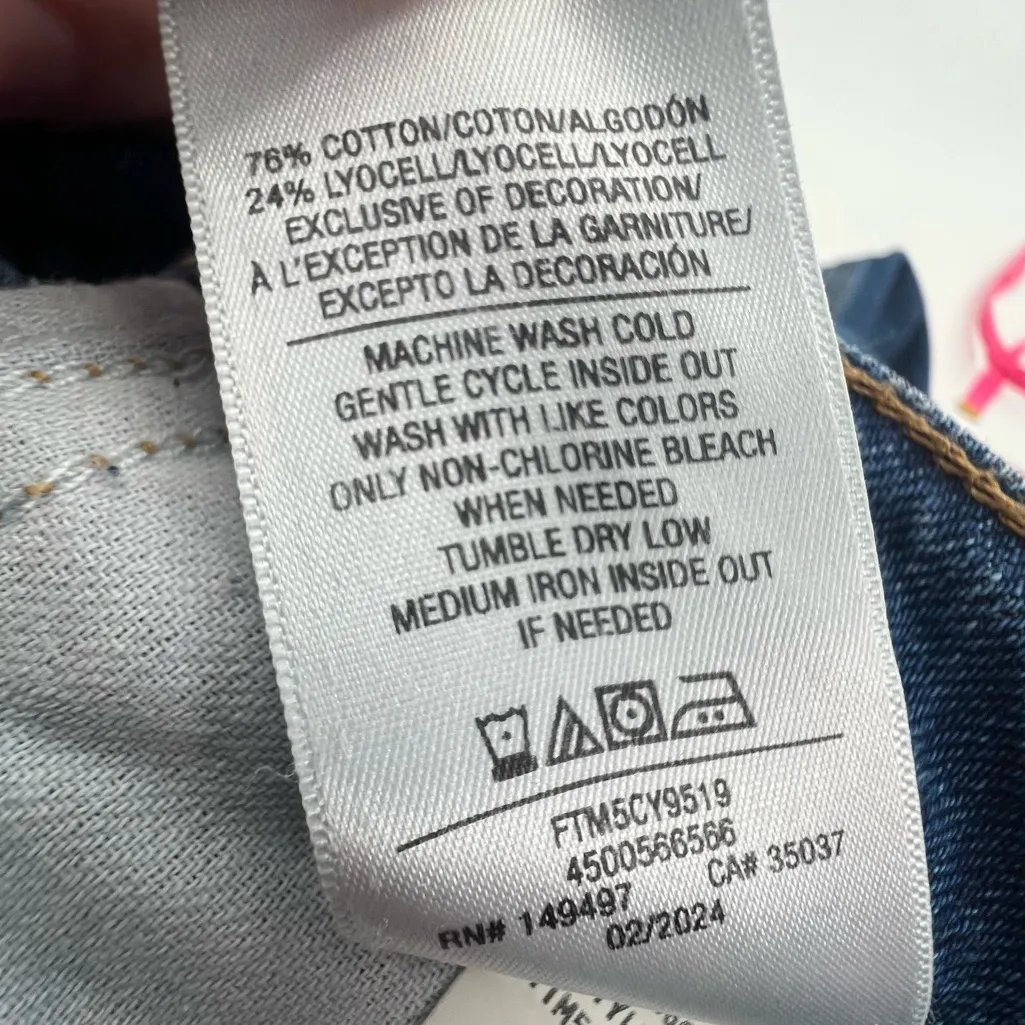 76% COTTON/COTON/ALGODÓN
24% LYOCELL/LYOCELL/LYOCELL
EXCLUSIVE OF DECORATION/
À L'EXCEPTION DE LA GARNITURE/
EXCEPTO LA DECORACIÓN
MACHINE WASH COLD
GENTLE CYCLE INSIDE OUT
WASH WITH LIKE COLORS
ONLY NON-CHLORINE BLEACH
WHEN NEEDED
TUMBLE DRY LOW
MEDIUM IRON INSIDE OUT
IF NEEDED
FTM5CY9519
4500566566
RN# 149497 CA# 35037
02/2024